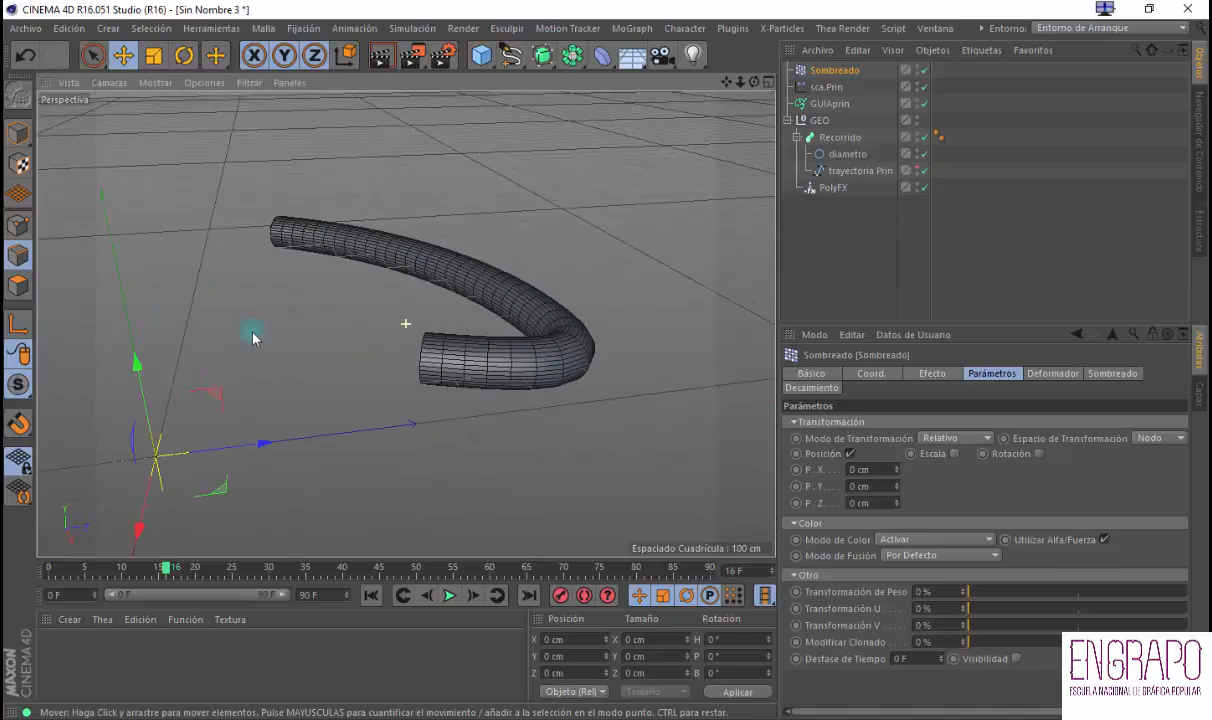 CINEMA 4D R16.051 Studio (R16) - [Sin Nombre 3 *]
Archivo Edición Crear Selección Herramientas Malla Fijación Animación Simulación Render Esculpir Motion Tracker MoGraph Character Plugins X-Particles Thea Render Script Ventana Entorno: Entorno de Arranque
Vista Cámaras Mostrar Opciones Filtrar Paneles
Perspectiva
Espaciado Cuadrícula : 100 cm
Archivo Editar Visor Objetos Etiquetas Favoritos
Sombreado
sca.Prin
GUIAprin
GEO
Recorrido
diametro
trayectoria Prin
PolyFX
Objetos
Navegador de Contenido
Estructura
Modo Editar Datos de Usuario
Sombreado [Sombreado]
Básico Coord. Efecto Parámetros Deformador Sombreado
Decaimiento
Parámetros
Transformación
Modo de Transformación Relativo Espacio de Transformación Nodo
Posición Escala Rotación
P . X 0 cm
P . Y 0 cm
P . Z 0 cm
Color
Modo de Color Activar Utilizar Alfa/Fuerza
Modo de Fusión Por Defecto
Otro
Transformación de Peso 0 %
Transformación U 0 %
Transformación V 0 %
Modificar Clonado 0 %
Desfase de Tiempo 0 F Visibilidad
Atributos
Capas
0 5 10 15 16 20 25 30 35 40 45 50 55 60 65 70 75 80 85 90 16 F
0 F 0 F 90 F 90 F
Crear Thea Edición Función Textura
Posición Tamaño Rotación
X 0 cm X 0 cm H 0 °
Y 0 cm Y 0 cm P 0 °
Z 0 cm Z 0 cm B 0 °
Objeto (Rel) Tamaño Aplicar
MAXON CINEMA 4D
Mover: Haga Click y arrastre para mover elementos. Pulse MAYUSCULAS para cuantificar el movimiento / añadir a la selección en el modo punto. CTRL para restar.
ENGRAPO
ESCUELA NACIONAL DE GRÁFICA POPULAR